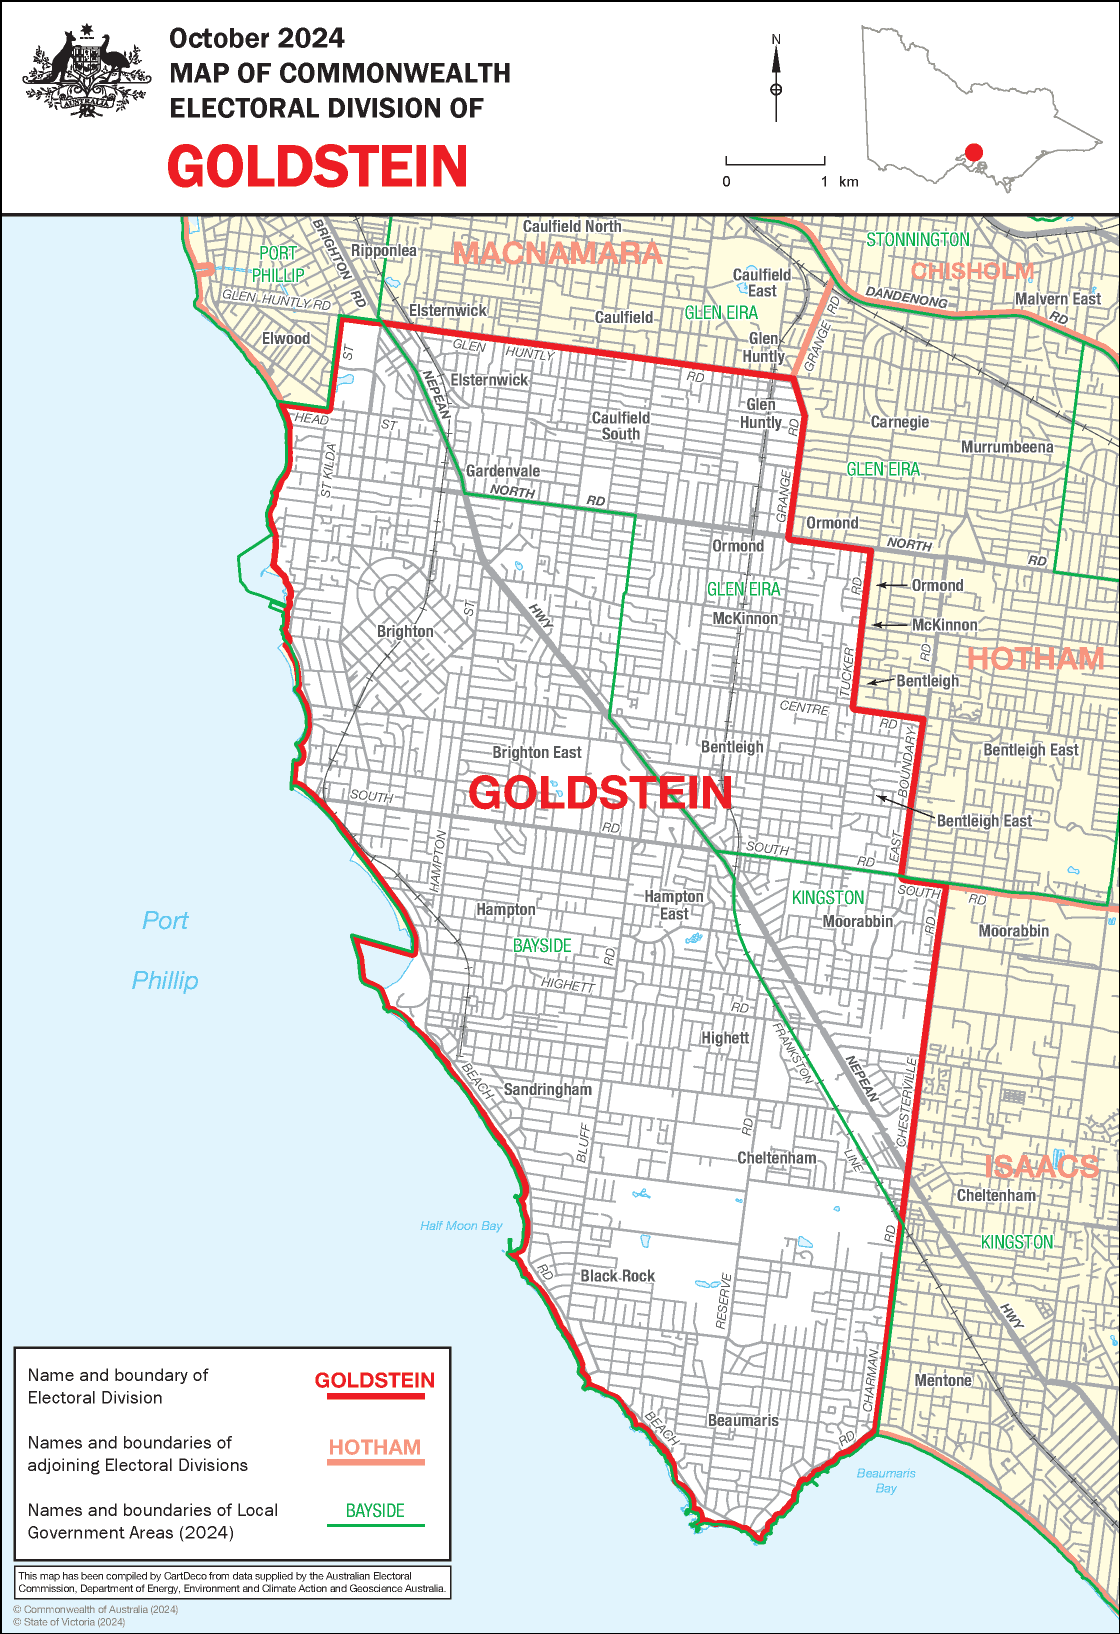 October 2024
MAP OF COMMONWEALTH
ELECTORAL DIVISION OF
GOLDSTEIN
AUSTRALIA
N
0 1 km
Caulfield North
STONNINGTON
BRIGHTON RD
Ripponlea
MACNAMARA
PORT
PHILLIP
CHISHOLM
Caulfield
East
DANDENONG RD
Malvern East
GLEN HUNTLY RD
Elsternwick
Caulfield
GLEN EIRA
GRANGE RD
Elwood
Glen
Huntly
ST
GLEN HUNTLY RD
NEPEAN
Elsternwick
Caulfield
South
Glen
Huntly
RD
Carnegie
HEAD ST
Murrumbeena
ST KILDA
Gardenvale
GLEN EIRA
NORTH RD
GRANGE
Ormond
Ormond
NORTH RD
GLEN EIRA
RD
Ormond
HWY
ST
McKinnon
McKinnon
Brighton
RD
HOTHAM
TUCKER
Bentleigh
CENTRE RD
Brighton East
Bentleigh
BOUNDARY
Bentleigh East
GOLDSTEIN
SOUTH RD
Bentleigh East
HAMPTON
EAST
SOUTH RD
Hampton
East
KINGSTON
SOUTH RD
Hampton
Moorabbin
RD
Moorabbin
Port
Phillip
BAYSIDE
RD
HIGHETT RD
Highett
FRANKSTON
NEPEAN
BEACH
Sandringham
CHESTERVILLE
BLUFF
RD
Cheltenham
LINE
ISAACS
Cheltenham
Half Moon Bay
RD
KINGSTON
RD
Black Rock
RESERVE
HWY
CHARMAN
Mentone
BEACH
Beaumaris
RD
Beaumaris
Bay
Name and boundary of
Electoral Division
GOLDSTEIN
Names and boundaries of
adjoining Electoral Divisions
HOTHAM
Names and boundaries of Local
Government Areas (2024)
BAYSIDE
This map has been compiled by CartDeco from data supplied by the Australian Electoral
Commission, Department of Energy, Environment and Climate Action and Geoscience Australia.
© Commonwealth of Australia (2024)
© State of Victoria (2024)